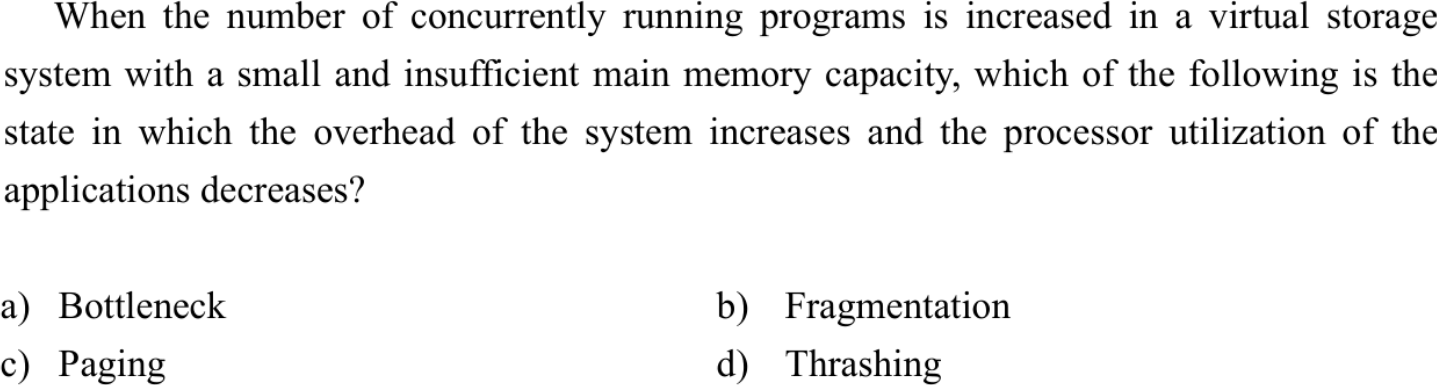 When the number of concurrently running programs is increased in a virtual storage
system with a small and insufficient main memory capacity, which of the following is the
state in which the overhead of the system increases and the processor utilization of the
applications decreases?
a) Bottleneck b) Fragmentation
c) Paging d) Thrashing